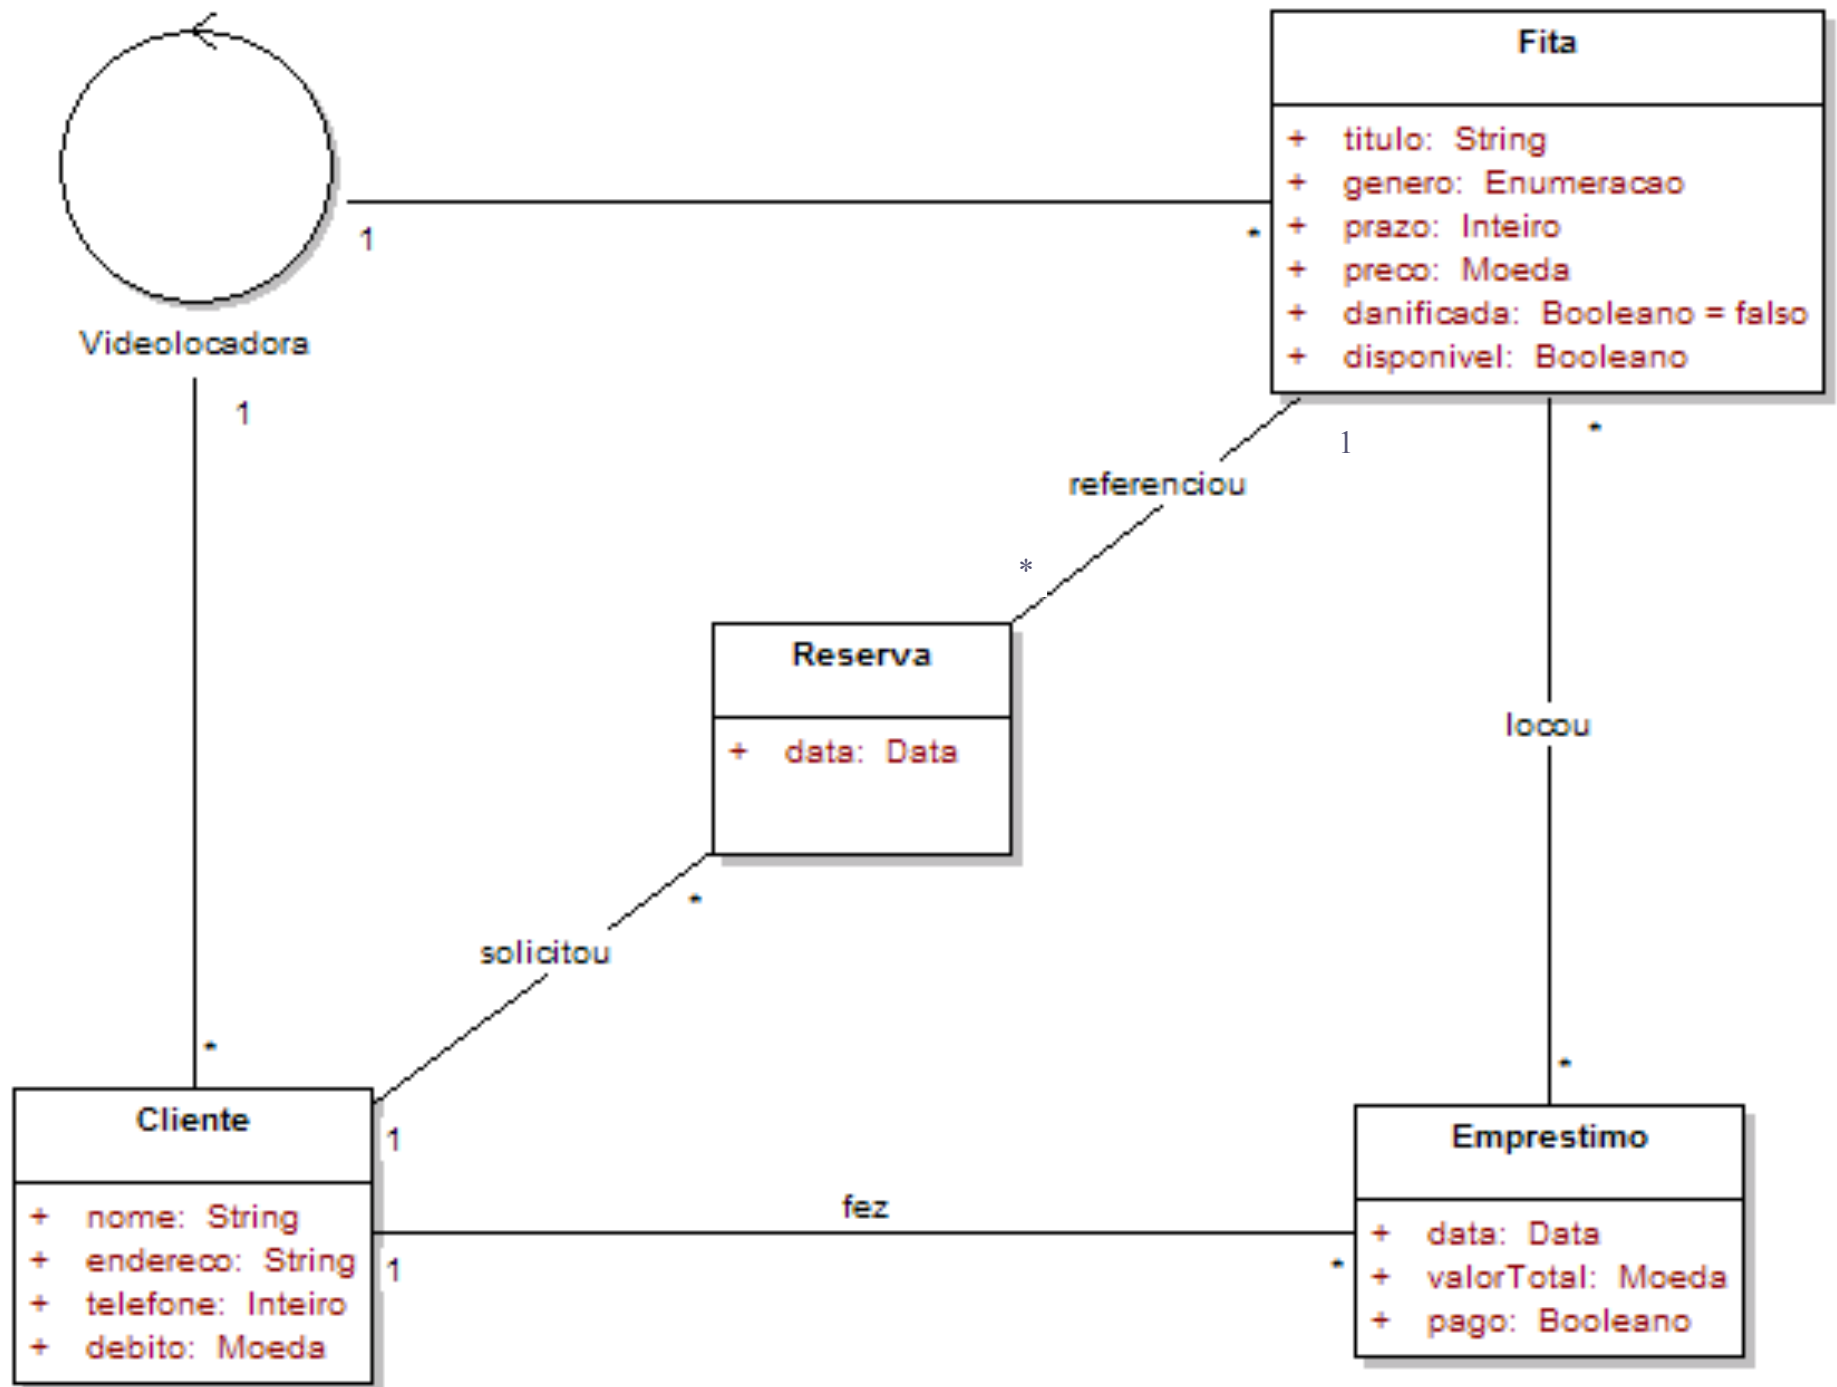 Fita
+ titulo: String
+ genero: Enumeracao
+ prazo: Inteiro
+ preco: Moeda
+ danificada: Booleano = falso
+ disponivel: Booleano
1
*
Videolocadora
1
1
*
referenciou
*
Reserva
+ data: Data
locou
*
solicitou
*
*
Cliente
1
+ nome: String
+ endereco: String
+ telefone: Inteiro
+ debito: Moeda
fez
1
*
Emprestimo
+ data: Data
+ valorTotal: Moeda
+ pago: Booleano